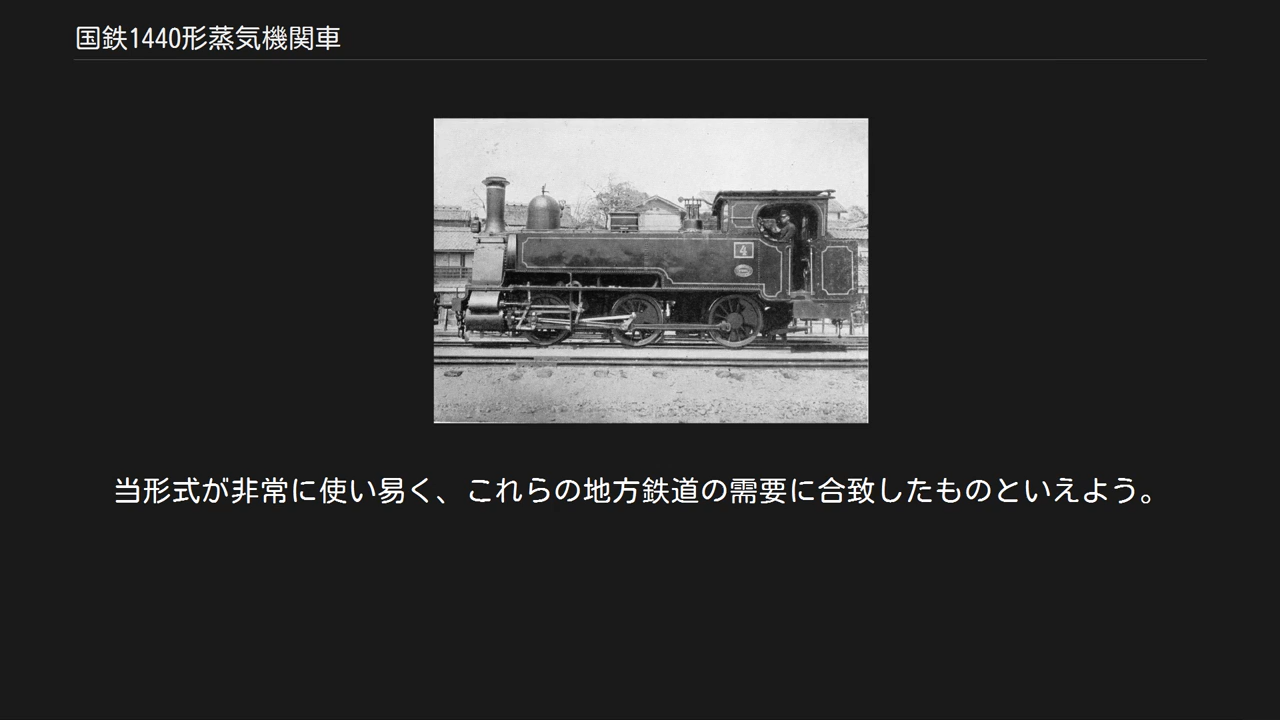 国鉄1440形蒸気機関車
4
当形式が非常に使い易く、これらの地方鉄道の需要に合致したものといえよう。